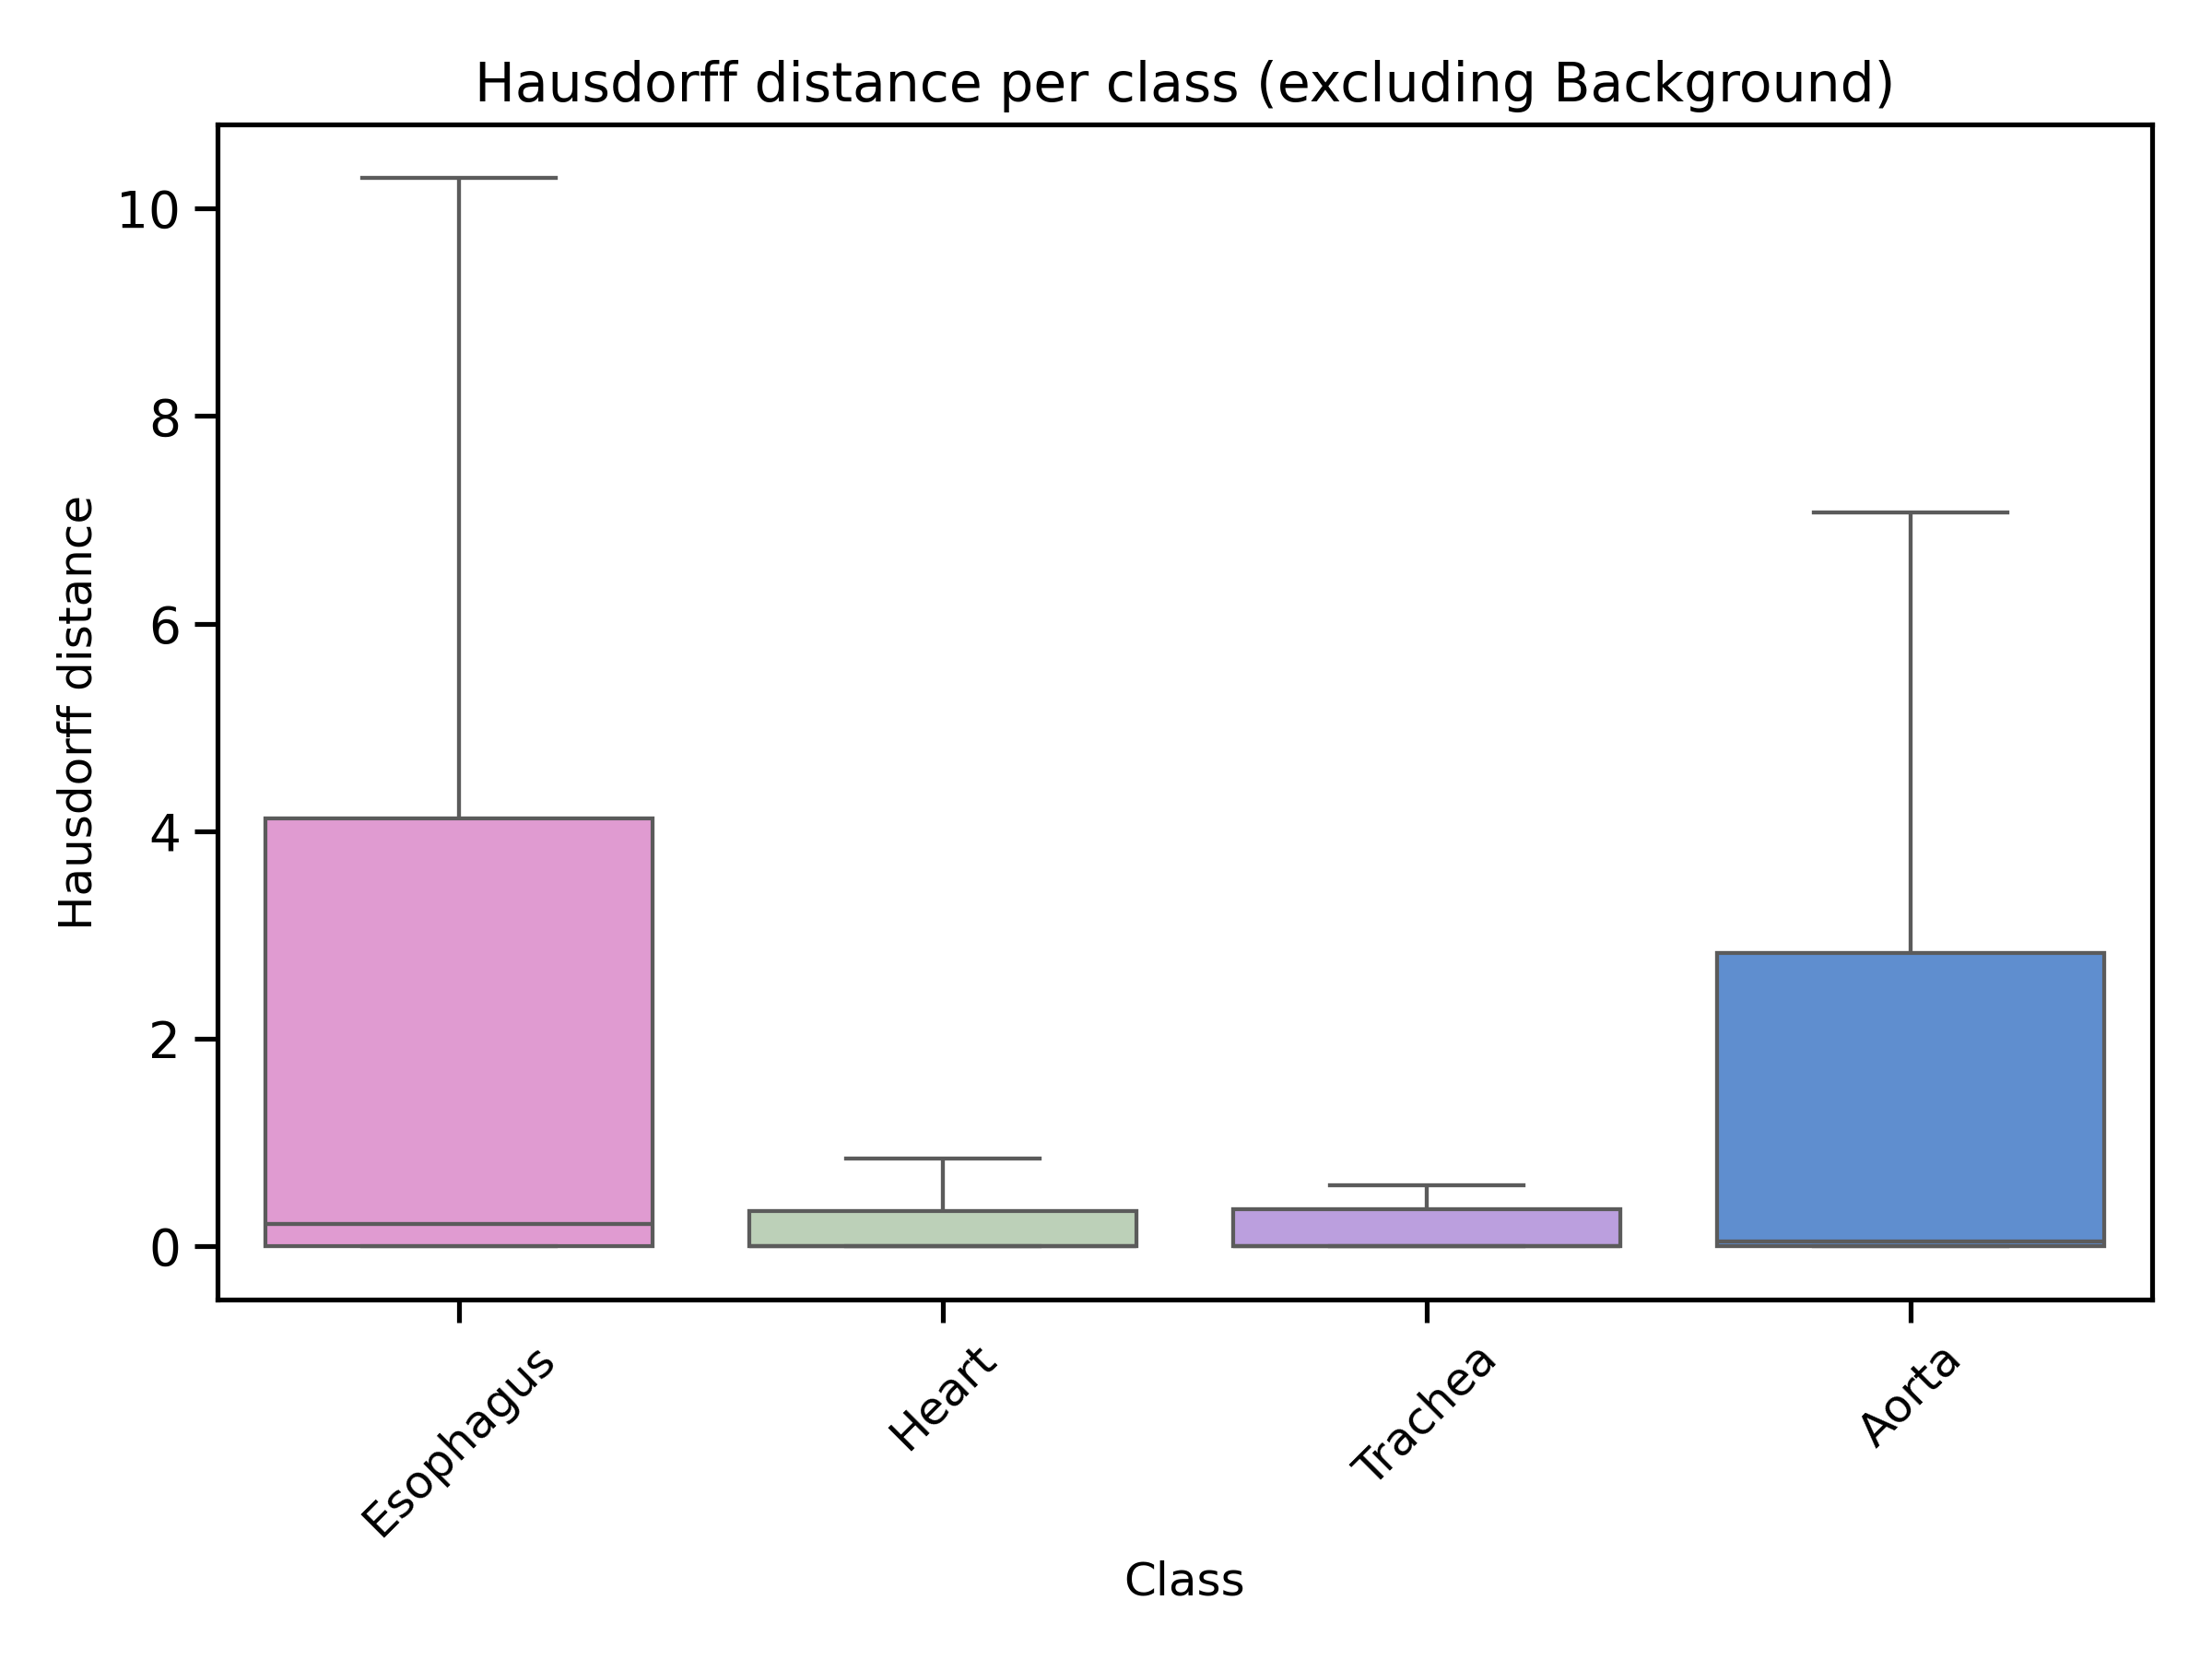 Hausdorff distance per class (excluding Background)
10
8
6
4
2
0
Hausdorff distance
Esophagus
Heart
Trachea
Aorta
Class